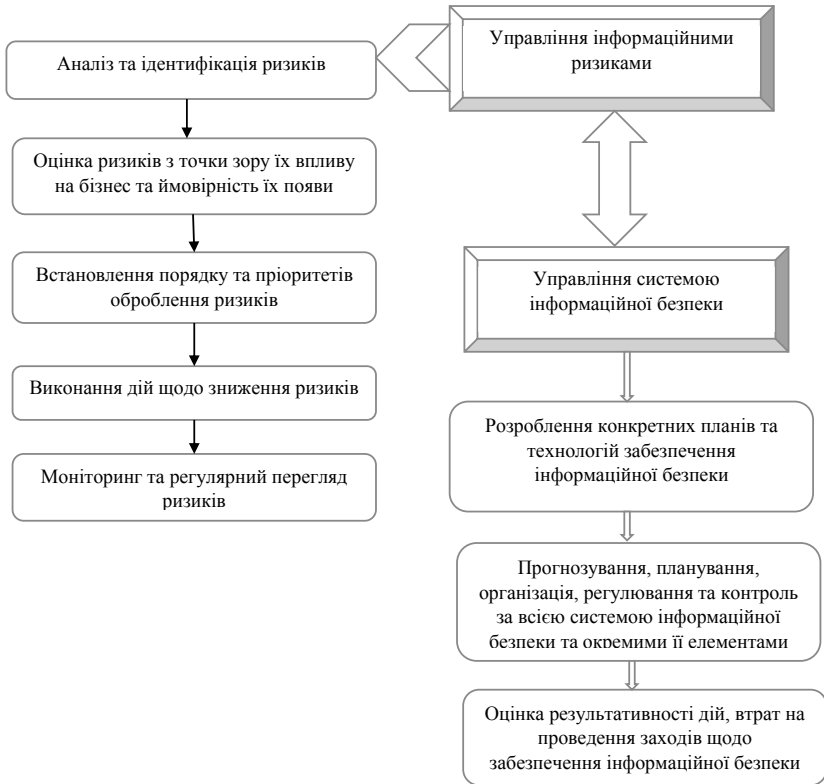 Управління інформаційними
ризиками
Аналіз та ідентифікація ризиків
Оцінка ризиків з точки зору їх впливу
на бізнес та ймовірність їх появи
Встановлення порядку та пріоритетів
оброблення ризиків
Виконання дій щодо зниження ризиків
Моніторинг та регулярний перегляд
ризиків
Управління системою
інформаційної безпеки
Розроблення конкретних планів та
технологій забезпечення
інформаційної безпеки
Прогнозування, планування,
організація, регулювання та контроль
за всією системою інформаційної
безпеки та окремими її елементами
Оцінка результативності дій, втрат на
проведення заходів щодо
забезпечення інформаційної безпеки